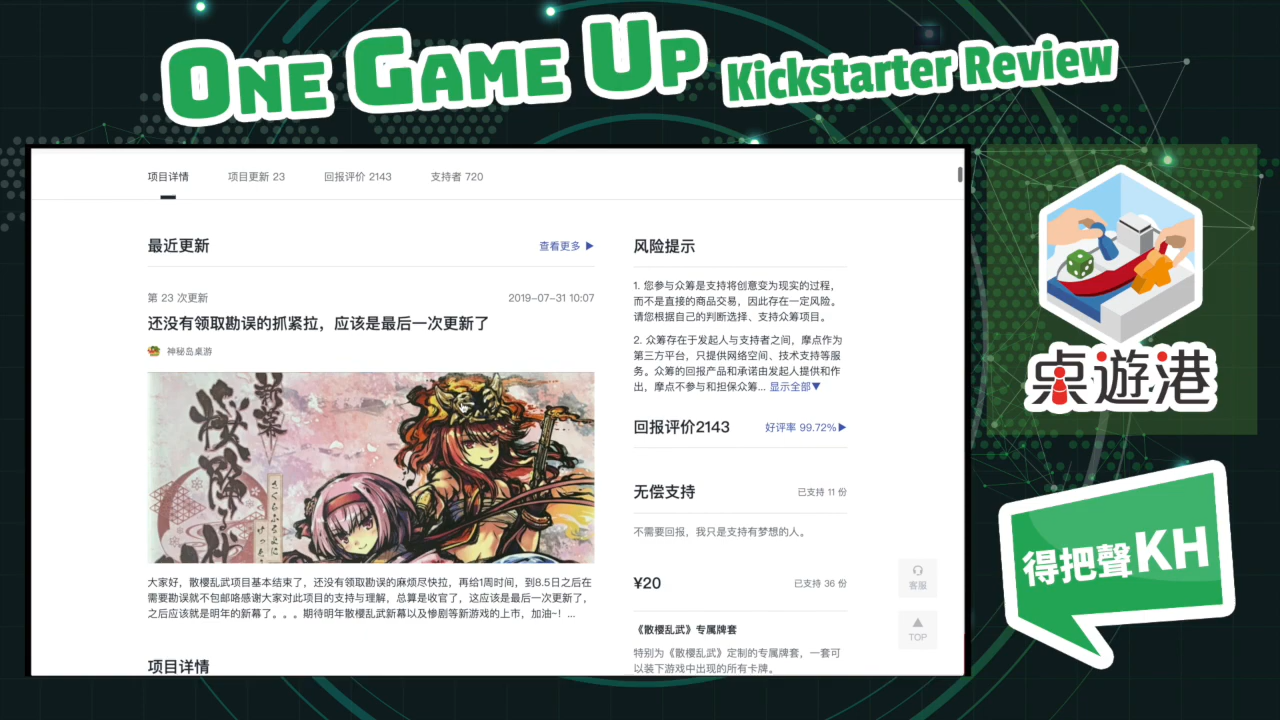 ONE GAME UP Kickstarter Review
项目详情 项目更新 23 回报评价 2143 支持者 720
最近更新 查看更多 ▶
第 23 次更新 2019-07-31 10:07
还没有领取勘误的抓紧拉，应该是最后一次更新了
神秘岛桌游
新幕
桜降る代
大家好，散樱乱武项目基本结束了，还没有领取勘误的麻烦尽快拉，再给1周时间，到8.5日之后在
需要勘误就不包邮咯感谢大家对此项目的支持与理解，总算是收官了，这应该是最后一次更新了，
之后应该就是明年的新幕了。。。期待明年散樱乱武新幕以及惨剧等新游戏的上市，加油~！...
项目详情
风险提示
1. 您参与众筹是支持将创意变为现实的过程，
而不是直接的商品交易，因此存在一定风险。
请您根据自己的判断选择、支持众筹项目。
2. 众筹存在于发起人与支持者之间，摩点作为
第三方平台，只提供网络空间、技术支持等服
务。众筹的回报产品和承诺由发起人提供和作
出，摩点不参与和担保众筹... 显示全部▼
回报评价2143 好评率 99.72%▶
无偿支持 已支持 11 份
不需要回报，我只是支持有梦想的人。
¥20 已支持 36 份
《散樱乱武》专属牌套
特别为《散樱乱武》定制的专属牌套，一套可
以装下游戏中出现的所有卡牌。
客服
TOP
桌遊港
得把聲KH